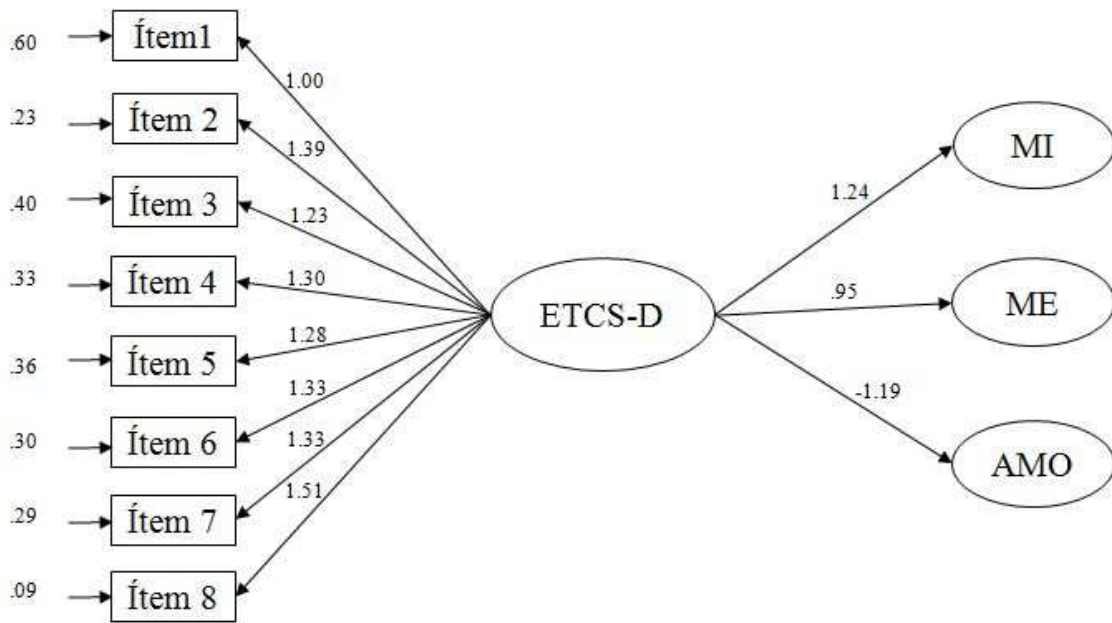 .60
Ítem1
1.00
.23
Ítem 2
1.39
MI
.40
Ítem 3
1.23
1.24
.33
Ítem 4
1.30
ETCS-D
.95
ME
.36
Ítem 5
1.28
.30
Ítem 6
1.33
-1.19
AMO
.29
Ítem 7
1.33
.09
Ítem 8
1.51